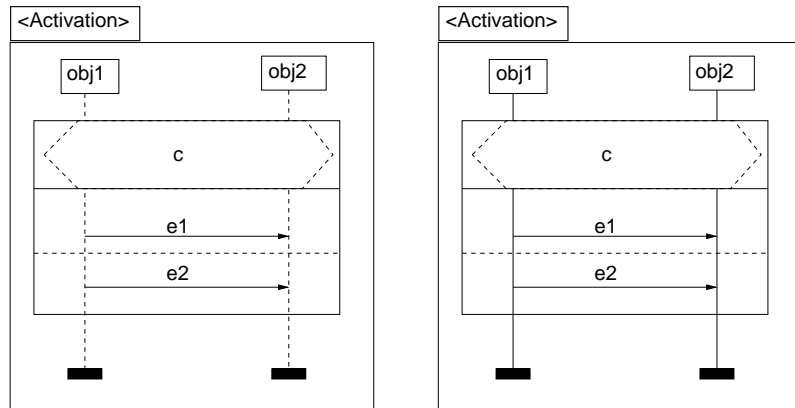 <Activation>
obj1 obj2
c
e1
e2
<Activation>
obj1 obj2
c
e1
e2